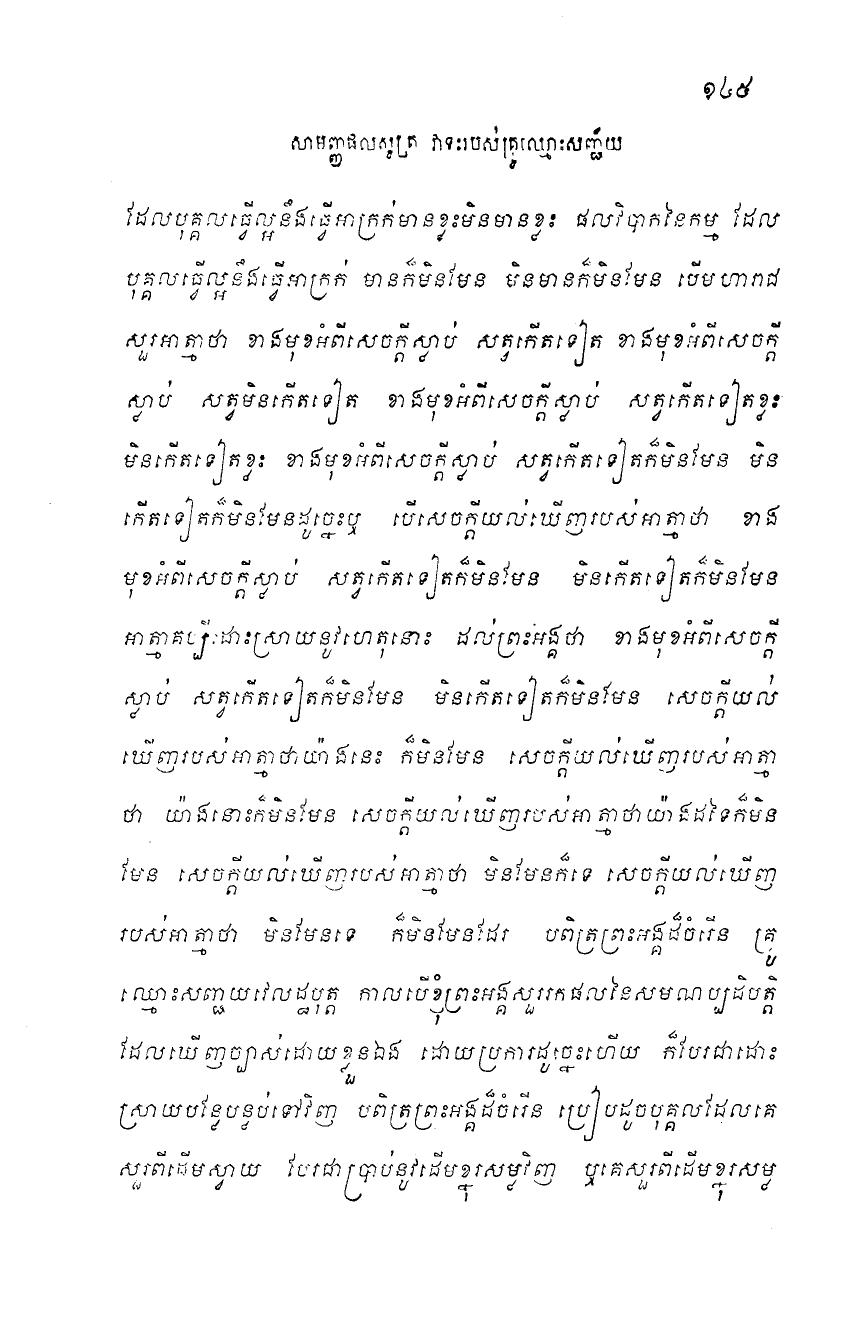 ១៤៥
សាមញ្ញផលសូត្រ វាទះរបស់គ្រូឈ្មោះសញ្ជ័យ
ដែលបុគ្គលធ្វើល្អនឹងធ្វើអាក្រក់មានខ្លះមិនមានខ្លះ ផលវិបាកនៃកម្ម ដែល
បុគ្គលធ្វើល្អនឹងធ្វើអាក្រក់ មានក៏មិនមែន មិនមានក៏មិនមែន បើមហារាជ
សួរអាត្មាថា ខាងមុខអំពីសេចក្តីស្លាប់ សត្វកើតទៀត ខាងមុខអំពីសេចក្តី
ស្លាប់ សត្វមិនកើតទៀត ខាងមុខអំពីសេចក្តីស្លាប់ សត្វកើតទៀតខ្លះ
មិនកើតទៀតខ្លះ ខាងមុខអំពីសេចក្តីស្លាប់ សត្វកើតទៀតក៏មិនមែន មិន
កើតទៀតក៏មិនមែនដូច្នេះឬ បើសេចក្តីយល់ឃើញរបស់អាត្មាថា ខាង
មុខអំពីសេចក្តីស្លាប់ សត្វកើតទៀតក៏មិនមែន មិនកើតទៀតក៏មិនមែន
អាត្មាគប្បីដោះស្រាយនូវហេតុនោះ ដល់ព្រះអង្គថា ខាងមុខអំពីសេចក្តី
ស្លាប់ សត្វកើតទៀតក៏មិនមែន មិនកើតទៀតក៏មិនមែន សេចក្តីយល់
ឃើញរបស់អាត្មាថាយ៉ាងនេះ ក៏មិនមែន សេចក្តីយល់ឃើញរបស់អាត្មា
ថា យ៉ាងនោះក៏មិនមែន សេចក្តីយល់ឃើញរបស់អាត្មាថាយ៉ាងដទៃក៏មិន
មែន សេចក្តីយល់ឃើញរបស់អាត្មាថា មិនមែនក៏ទេ សេចក្តីយល់ឃើញ
របស់អាត្មាថា មិនមែនទេ ក៏មិនមែនដែរ បពិត្រព្រះអង្គដ៏ចំរើន គ្រូ
ឈ្មោះសញ្ជយវេលដ្ឋបុត្ត កាលបើខ្ញុំព្រះអង្គសួររកផលនៃសមណប្បដិបត្តិ
ដែលឃើញច្បាស់ដោយខ្លួនឯង ដោយប្រការដូច្នេះហើយ ក៏បែរជាដោះ
ស្រាយបន្ទែបន្ទប់ទៅវិញ បពិត្រព្រះអង្គដ៏ចំរើន ប្រៀបដូចបុគ្គលដែលគេ
សួរពីដើមស្វាយ បែរជាប្រាប់នូវដើមខ្នុរសម្លវិញ ឬគេសួរពីដើមខ្នុរសម្ល